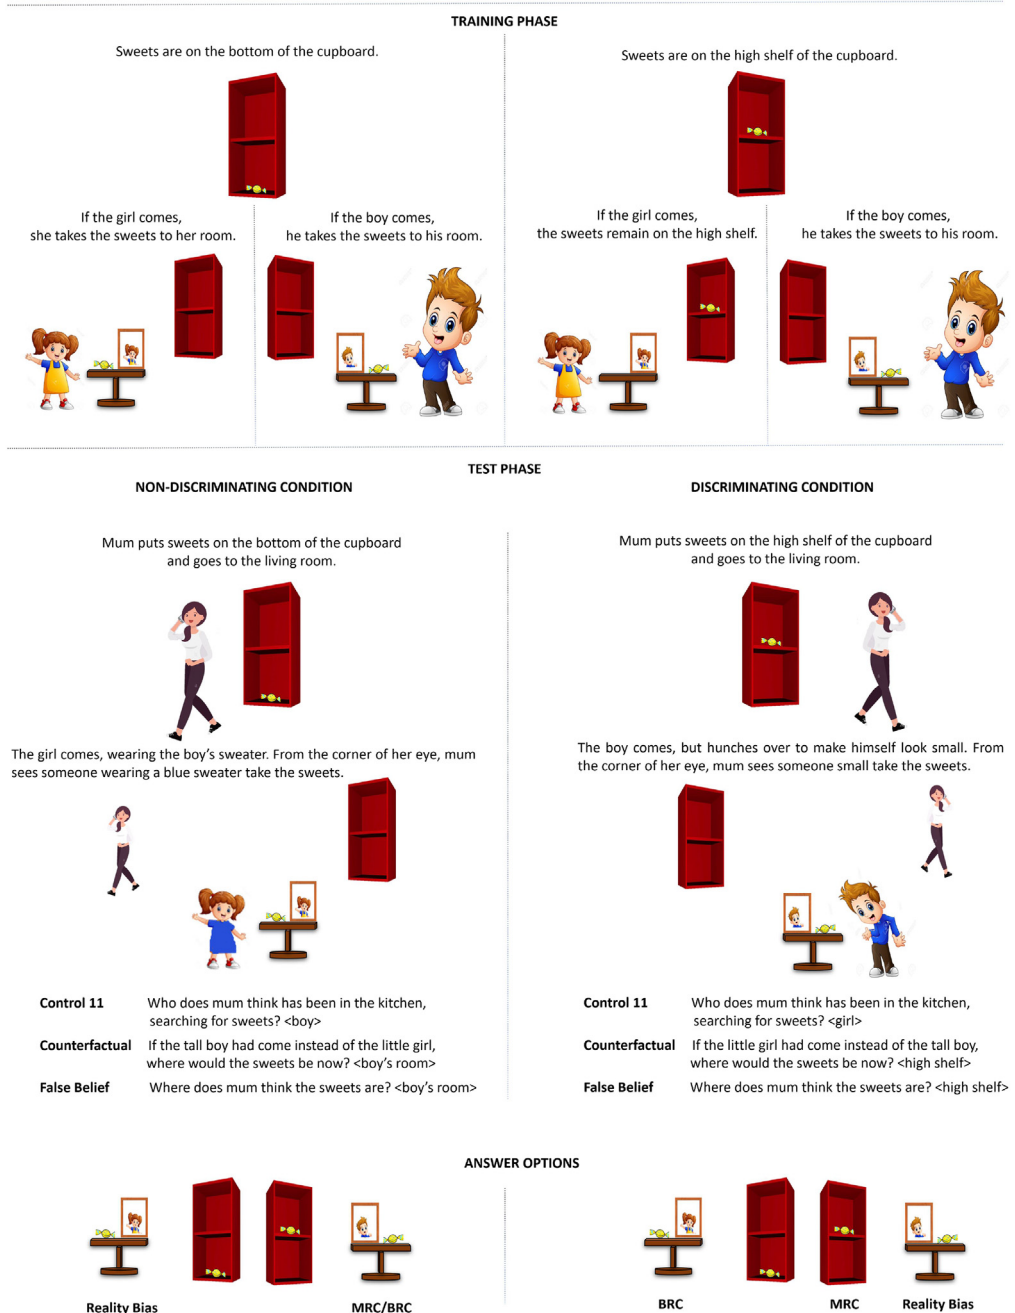 TRAINING PHASE
Sweets are on the bottom of the cupboard.
If the girl comes,
she takes the sweets to her room.
If the boy comes,
he takes the sweets to his room.
Sweets are on the high shelf of the cupboard.
If the girl comes,
the sweets remain on the high shelf.
If the boy comes,
he takes the sweets to his room.
TEST PHASE
NON-DISCRIMINATING CONDITION
Mum puts sweets on the bottom of the cupboard
and goes to the living room.
The girl comes, wearing the boy's sweater. From the corner of her eye, mum
sees someone wearing a blue sweater take the sweets.
Control 11 Who does mum think has been in the kitchen,
searching for sweets? <boy>
Counterfactual If the tall boy had come instead of the little girl,
where would the sweets be now? <boy's room>
False Belief Where does mum think the sweets are? <boy's room>
DISCRIMINATING CONDITION
Mum puts sweets on the high shelf of the cupboard
and goes to the living room.
The boy comes, but hunches over to make himself look small. From
the corner of her eye, mum sees someone small take the sweets.
Control 11 Who does mum think has been in the kitchen,
searching for sweets? <girl>
Counterfactual If the little girl had come instead of the tall boy,
where would the sweets be now? <high shelf>
False Belief Where does mum think the sweets are? <high shelf>
ANSWER OPTIONS
Reality Bias
MRC/BRC
BRC
MRC
Reality Bias